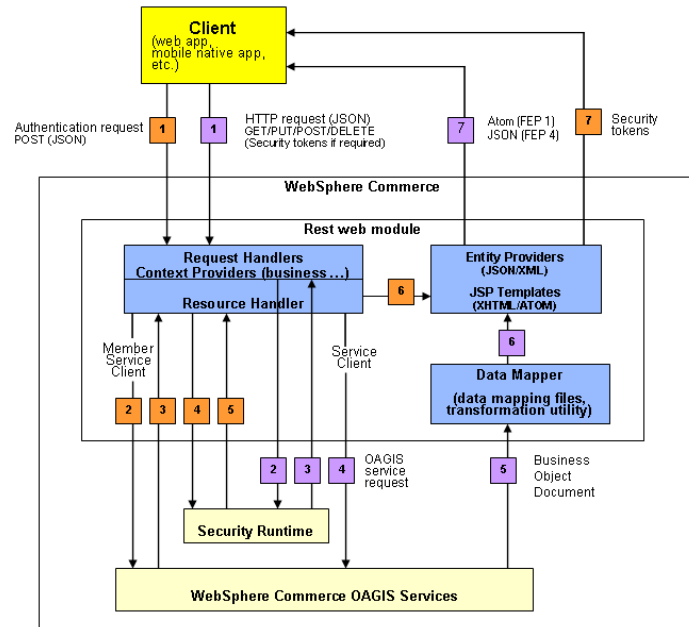 Client
(web app,
mobile native app,
etc.)
Authentication request
POST (JSON)
1
1
HTTP request (JSON)
GET/PUT/POST/DELETE
(Security tokens if required)
7
Atom (FEP 1)
JSON (FEP 4)
7
Security
tokens
WebSphere Commerce
Rest web module
Request Handlers
Context Providers (business ...)
Resource Handler
6
Entity Providers
(JSON/XML)
JSP Templates
(XHTML/ATOM)
6
Member
Service
Client
Service
Client
Data Mapper
(data mapping files,
transformation utility)
2
3
4
5
2
3
4
OAGIS
service
request
5
Business
Object
Document
Security Runtime
WebSphere Commerce OAGIS Services